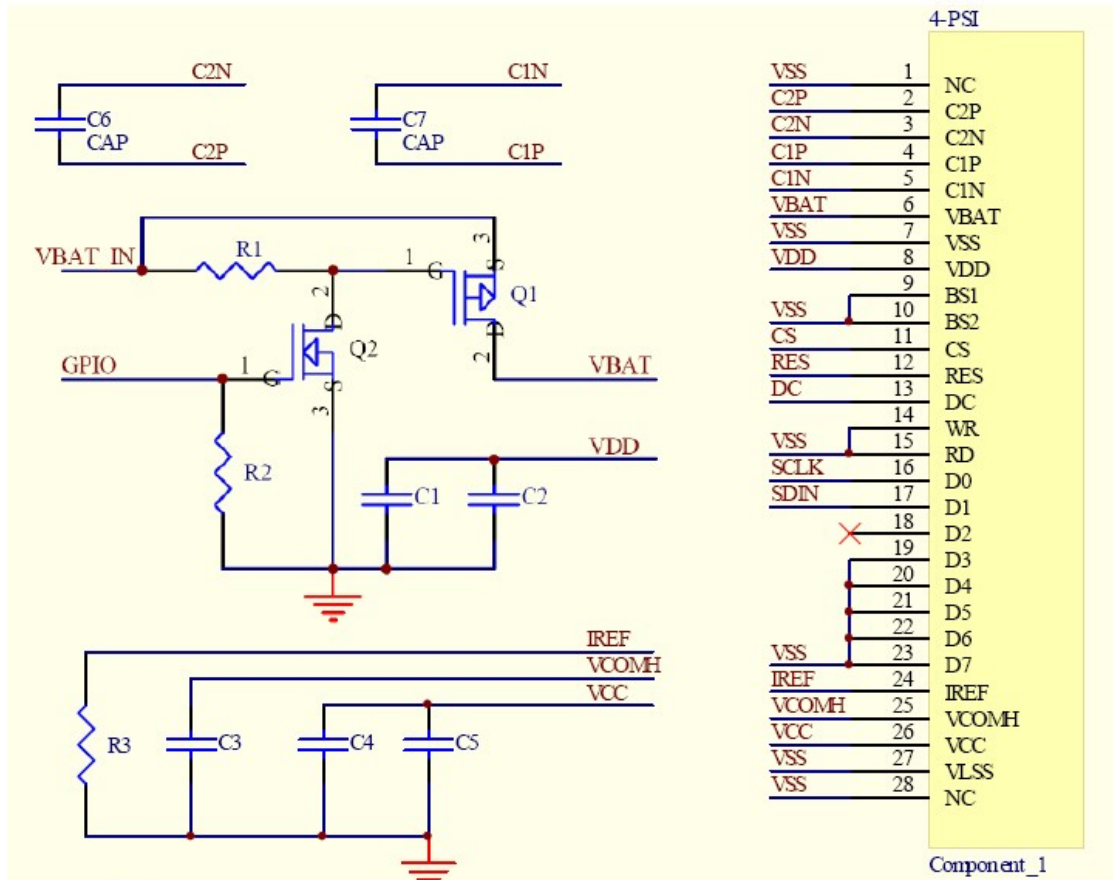 4-PSI
C2N
C6
CAP
C2P
C1N
C7
CAP
C1P
VBAT_IN
R1
1
G
3
S
Q1
D
2
VBAT
2
D
Q2
GPIO
1
G
S
3
R2
VDD
C1
C2
IREF
VCOMH
VCC
R3
C3
C4
C5
VSS 1 NC
C2P 2 C2P
C2N 3 C2N
C1P 4 C1P
C1N 5 C1N
VBAT 6 VBAT
VSS 7 VSS
VDD 8 VDD
9 BS1
VSS 10 BS2
CS 11 CS
RES 12 RES
DC 13 DC
14 WR
VSS 15 RD
SCLK 16 D0
SDIN 17 D1
18 D2
19 D3
20 D4
21 D5
22 D6
VSS 23 D7
IREF 24 IREF
VCOMH 25 VCOMH
VCC 26 VCC
VSS 27 VLSS
VSS 28 NC
Component_1